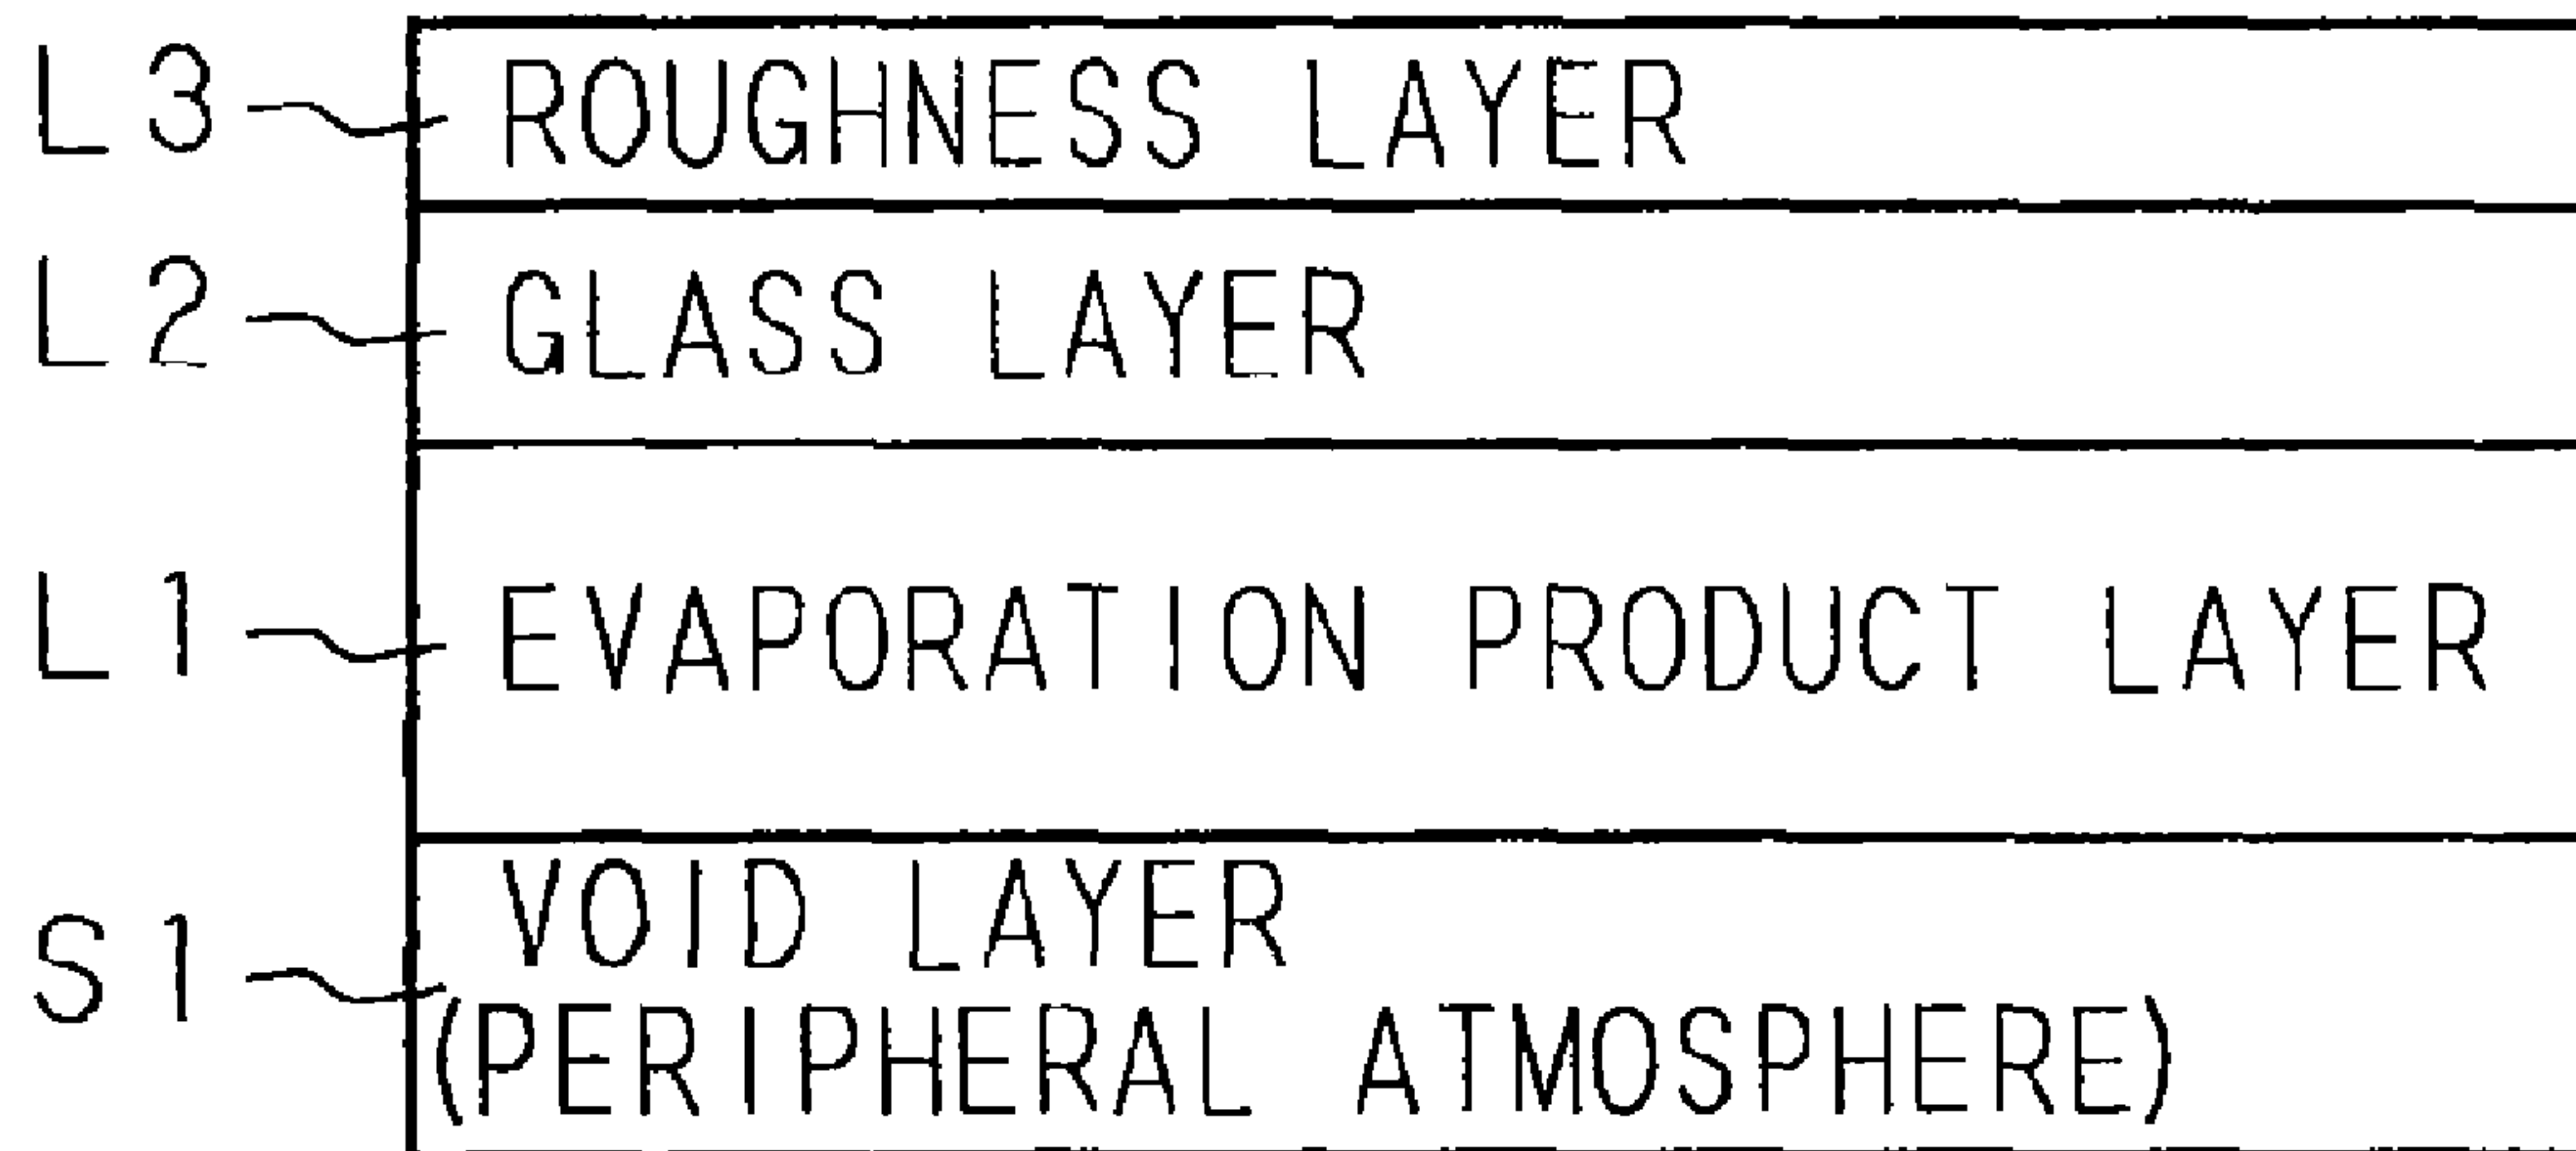 L3 ROUGHNESS LAYER
L2 GLASS LAYER
L1 EVAPORATION PRODUCT LAYER
S1 VOID LAYER
(PERIPHERAL ATMOSPHERE)